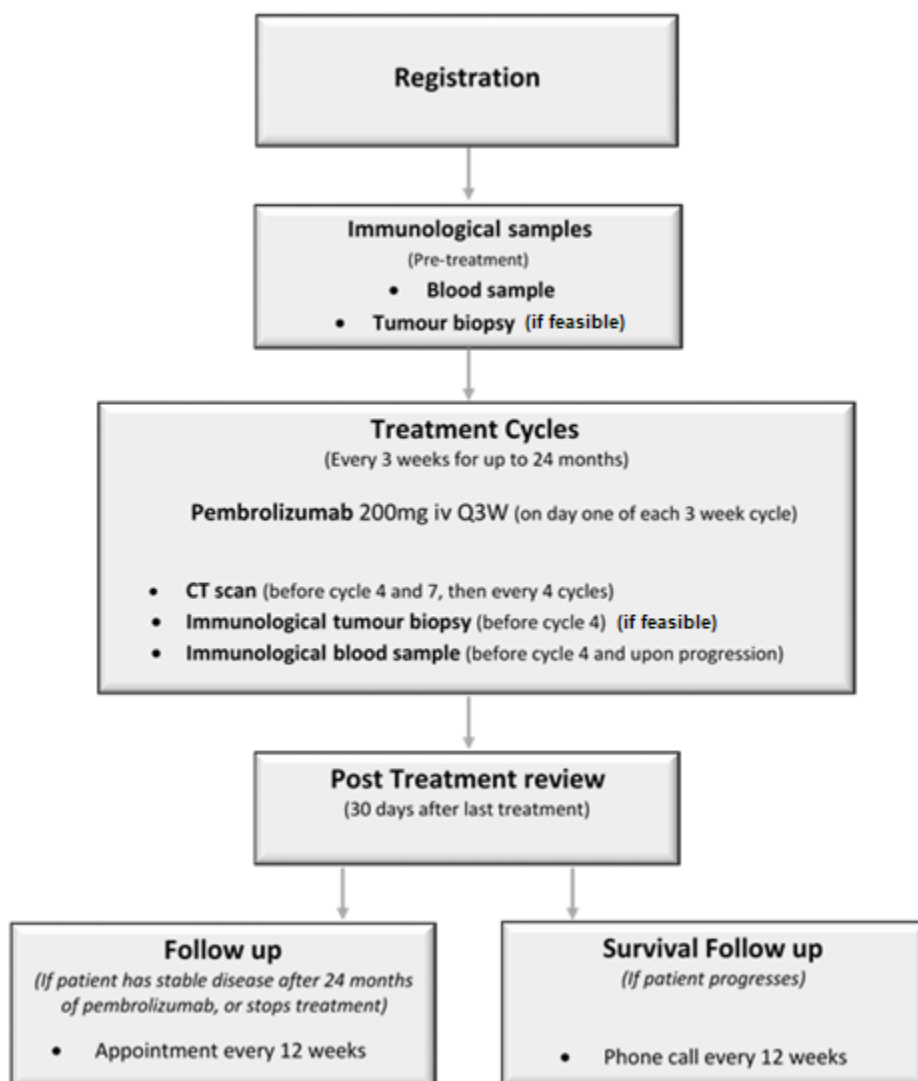 Registration
Immunological samples
(Pre-treatment)
• Blood sample
• Tumour biopsy (if feasible)
Treatment Cycles
(Every 3 weeks for up to 24 months)
Pembrolizumab 200mg iv Q3W (on day one of each 3 week cycle)
• CT scan (before cycle 4 and 7, then every 4 cycles)
• Immunological tumour biopsy (before cycle 4) (if feasible)
• Immunological blood sample (before cycle 4 and upon progression)
Post Treatment review
(30 days after last treatment)
Follow up
(If patient has stable disease after 24 months
of pembrolizumab, or stops treatment)
• Appointment every 12 weeks
Survival Follow up
(If patient progresses)
• Phone call every 12 weeks